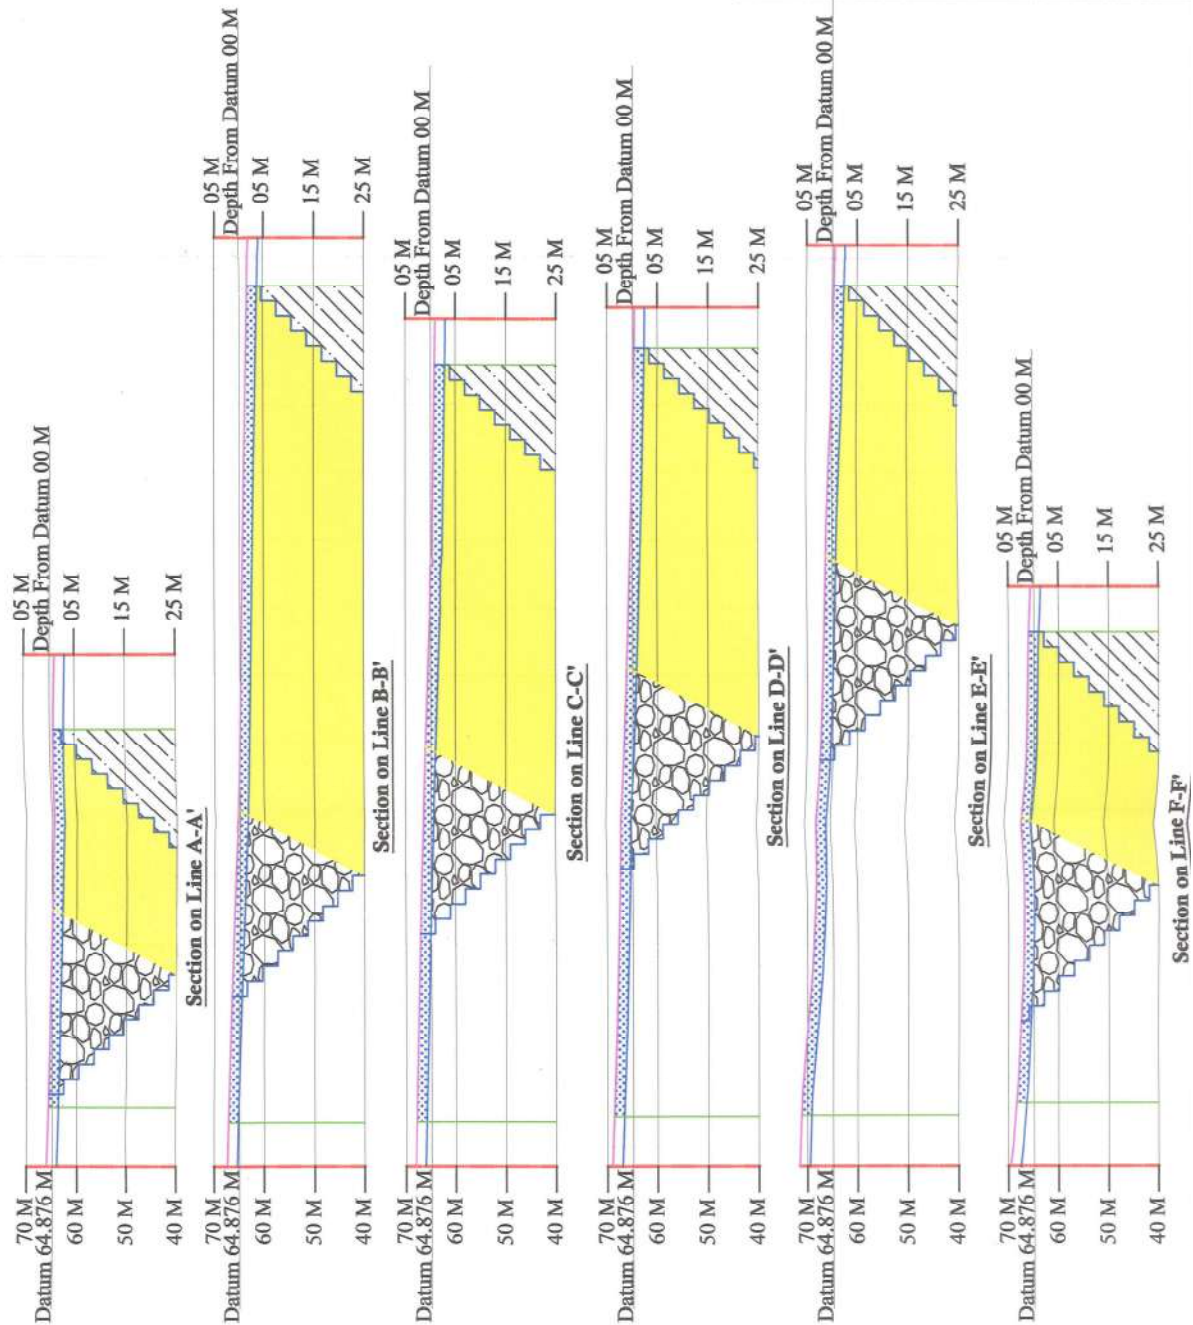 70 M
Datum 64.876 M
60 M
50 M
40 M
05 M
Depth From Datum 00 M
05 M
15 M
25 M
Section on Line A-A'
70 M
Datum 64.876 M
60 M
50 M
40 M
05 M
Depth From Datum 00 M
05 M
15 M
25 M
Section on Line B-B'
70 M
Datum 64.876 M
60 M
50 M
40 M
05 M
Depth From Datum 00 M
05 M
15 M
25 M
Section on Line C-C'
70 M
Datum 64.876 M
60 M
50 M
40 M
05 M
Depth From Datum 00 M
05 M
15 M
25 M
Section on Line D-D'
70 M
Datum 64.876 M
60 M
50 M
40 M
05 M
Depth From Datum 00 M
05 M
15 M
25 M
Section on Line E-E'
70 M
Datum 64.876 M
60 M
50 M
40 M
05 M
Depth From Datum 00 M
05 M
15 M
25 M
Section on Line F-F'